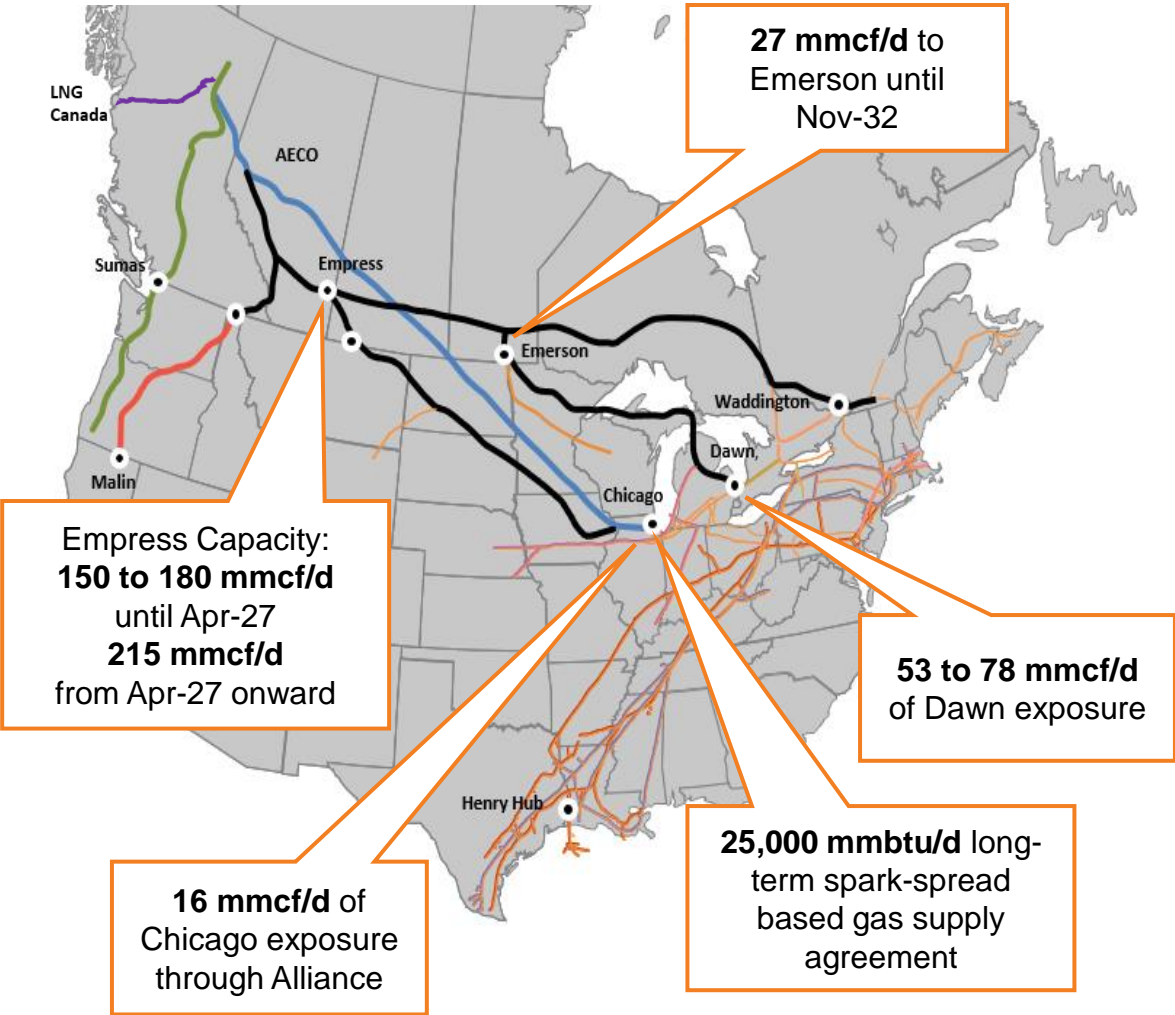 27 mmcf/d to
Emerson until
Nov-32
LNG
Canada
AECO
Sumas
Empress
Emerson
Waddington
Dawn,
Malin
Chicago
Empress Capacity:
150 to 180 mmcf/d
until Apr-27
215 mmcf/d
from Apr-27 onward
53 to 78 mmcf/d
of Dawn exposure
Henry Hub
16 mmcf/d of
Chicago exposure
through Alliance
25,000 mmbtu/d long-
term spark-spread
based gas supply
agreement